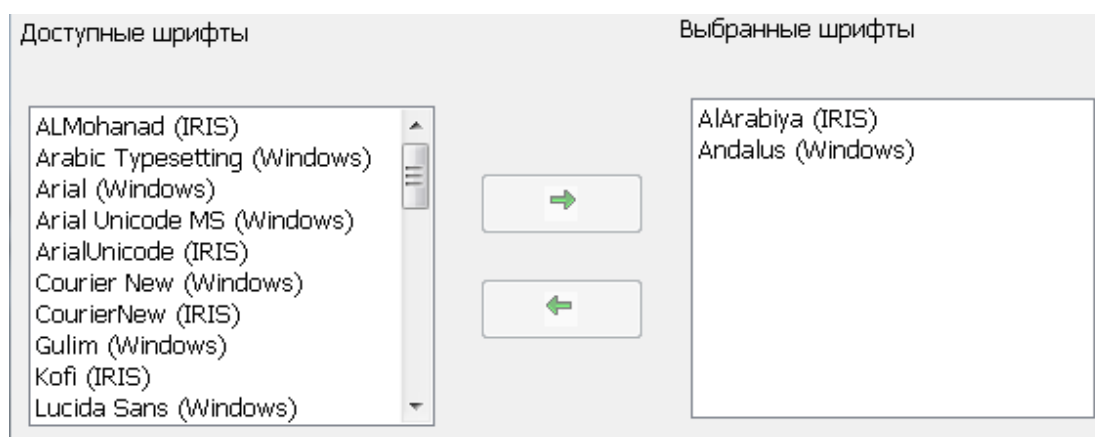 Доступные шрифты
ALMohanad (IRIS)
Arabic Typesetting (Windows)
Arial (Windows)
Arial Unicode MS (Windows)
ArialUnicode (IRIS)
Courier New (Windows)
CourierNew (IRIS)
Gulim (Windows)
Kofi (IRIS)
Lucida Sans (Windows)
Выбранные шрифты
AlArabiya (IRIS)
Andalus (Windows)